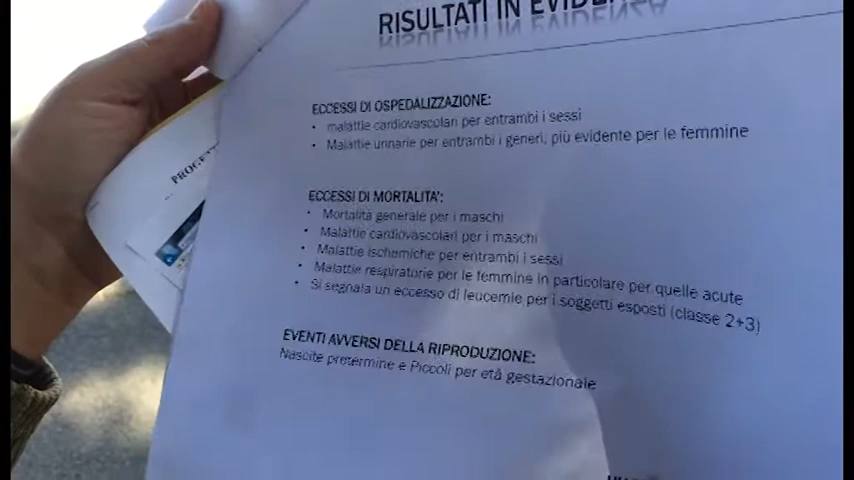 RISULTATI IN EVIDE
ECCESSI DI OSPEDALIZZAZIONE:
• malattie cardiovascolari per entrambi i sessi
• Malattie urinarie per entrambi i generi, più evidente per le femmine
PROGET
ECCESSI DI MORTALITA':
• Mortalità generale per i maschi
• Malattie cardiovascolari per i maschi
• Malattie ischemiche per entrambi i sessi
• Malattie respiratorie per le femmine in particolare per quelle acute
• Si segnala un eccesso di leucemie per i soggetti esposti (classe 2+3)
EVENTI AVVERSI DELLA RIPRODUZIONE:
Nascite pretermine e Piccoli per età gestazionale